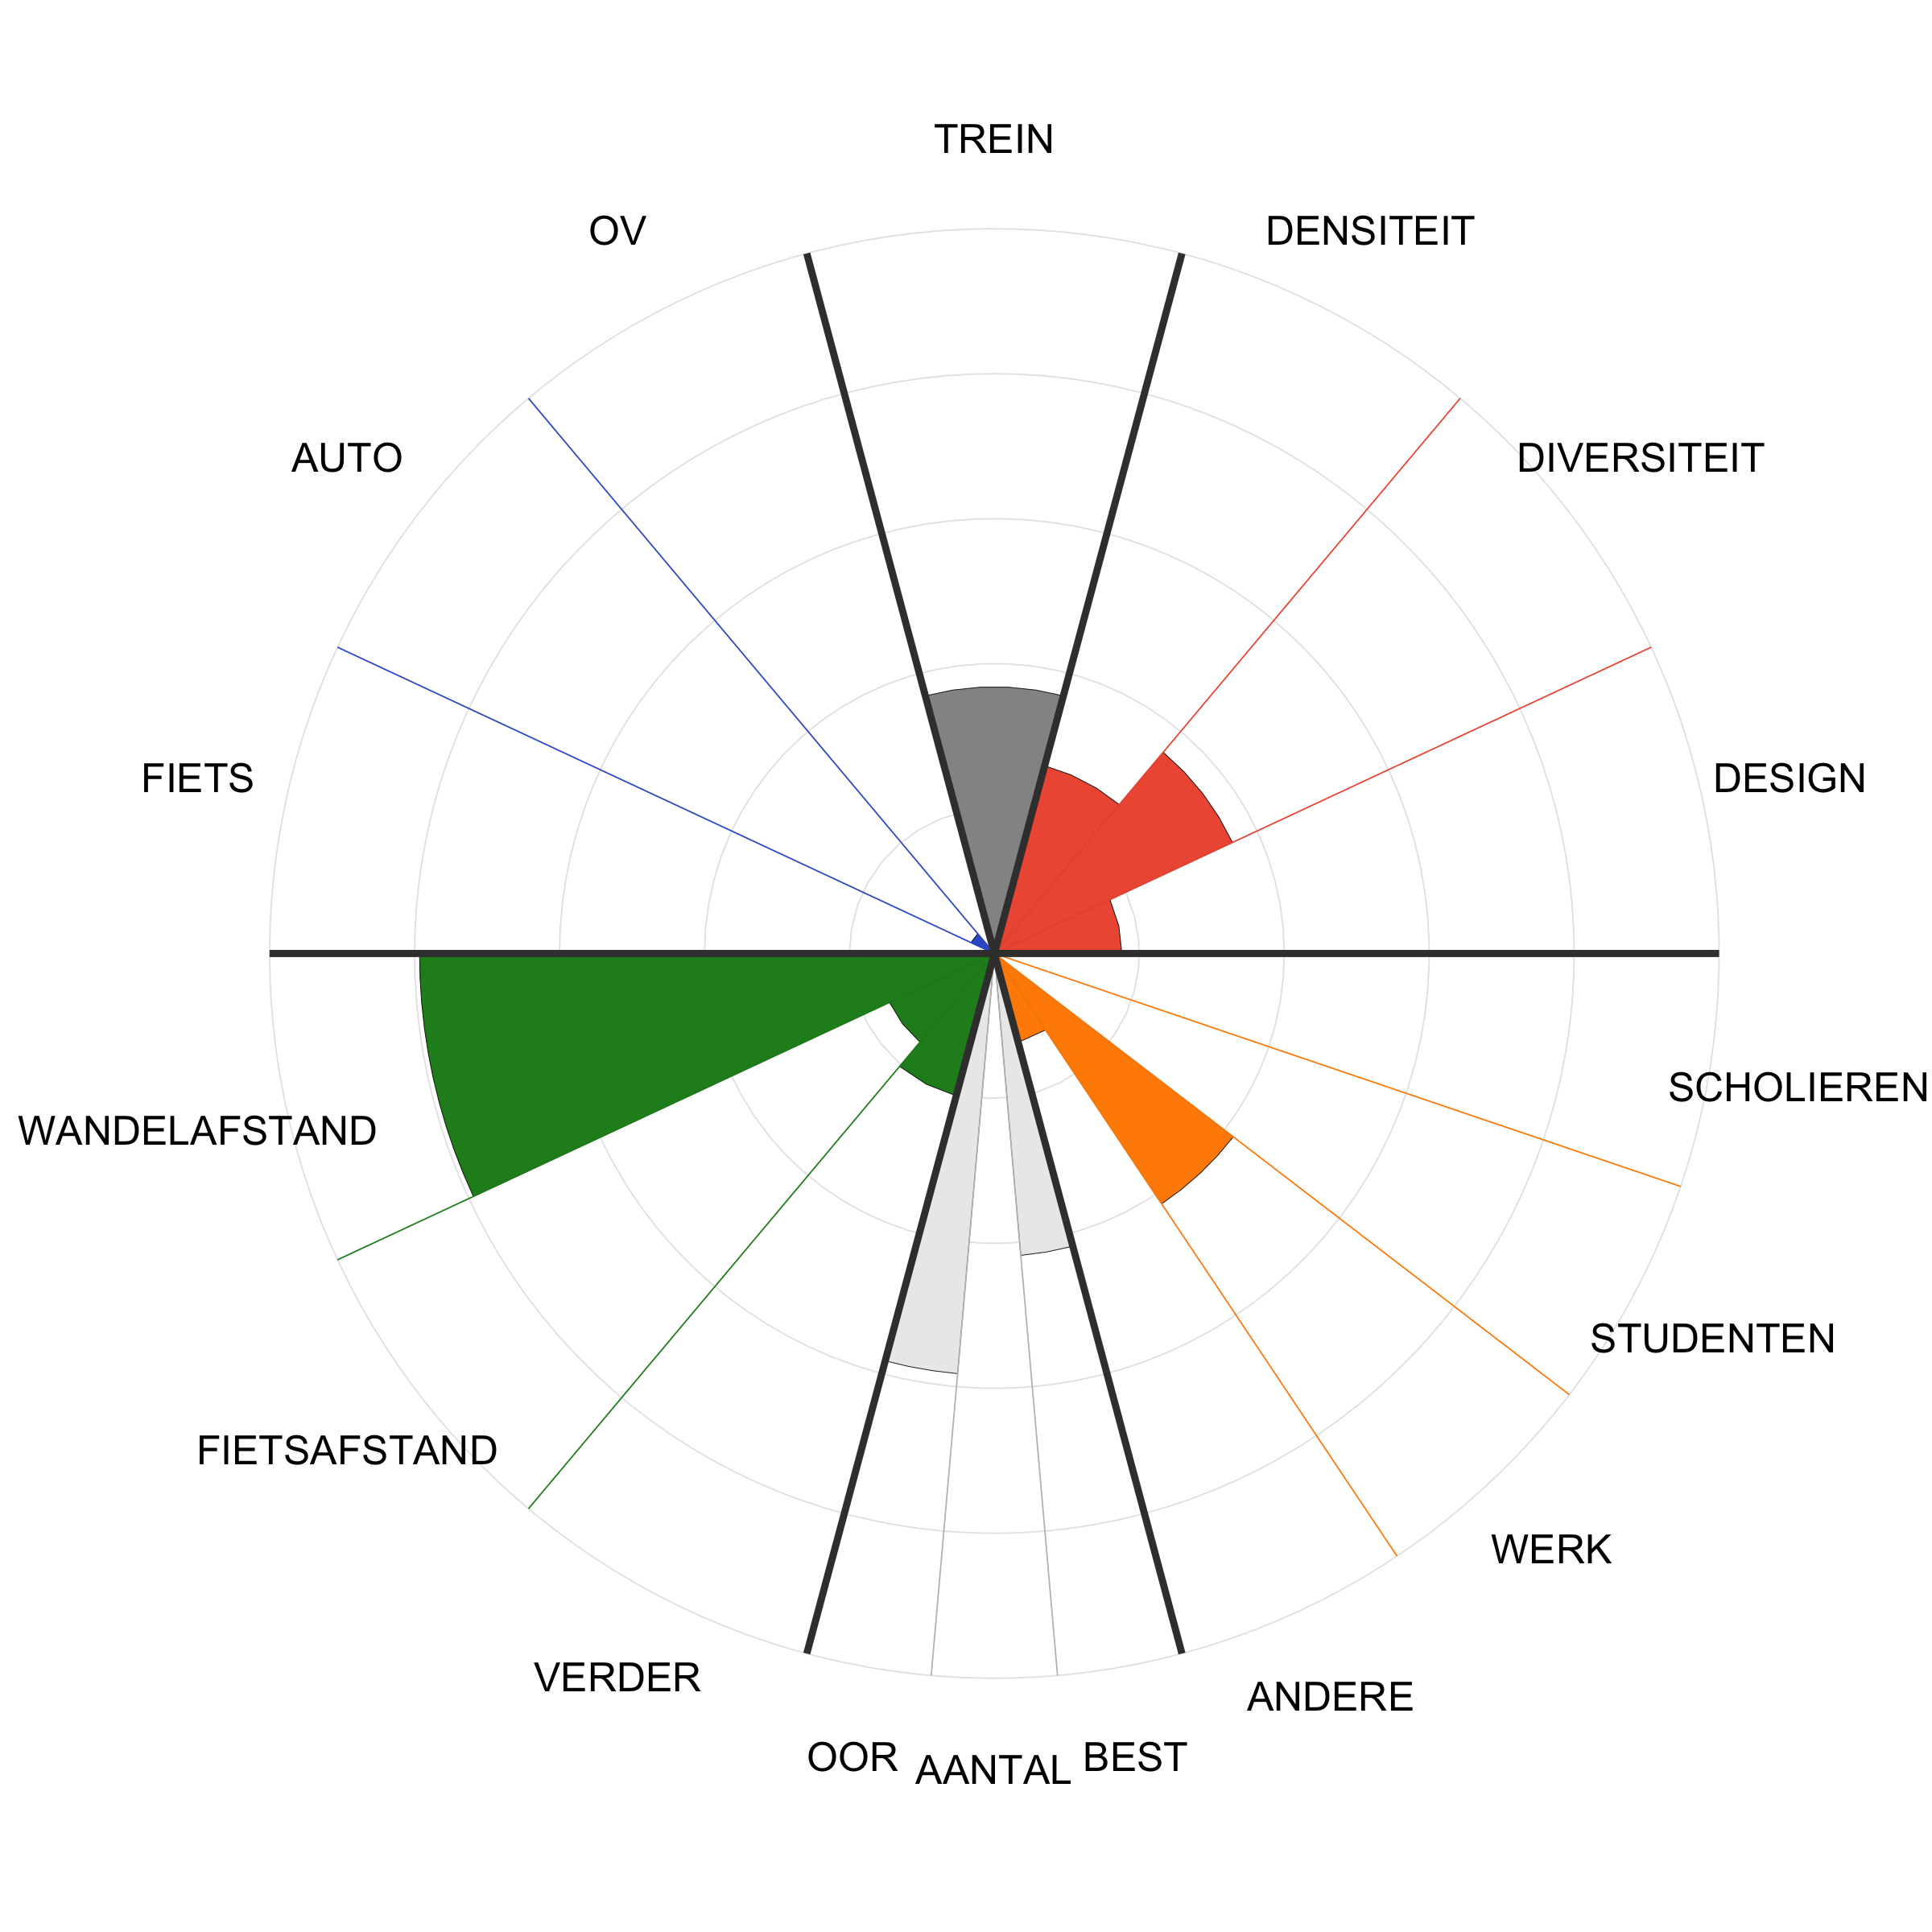 TREIN
OV
DENSITEIT
AUTO
DIVERSITEIT
FIETS
DESIGN
SCHOLIEREN
WANDELAFSTAND
STUDENTEN
FIETSAFSTAND
WERK
VERDER
ANDERE
OOR
AANTAL
BEST